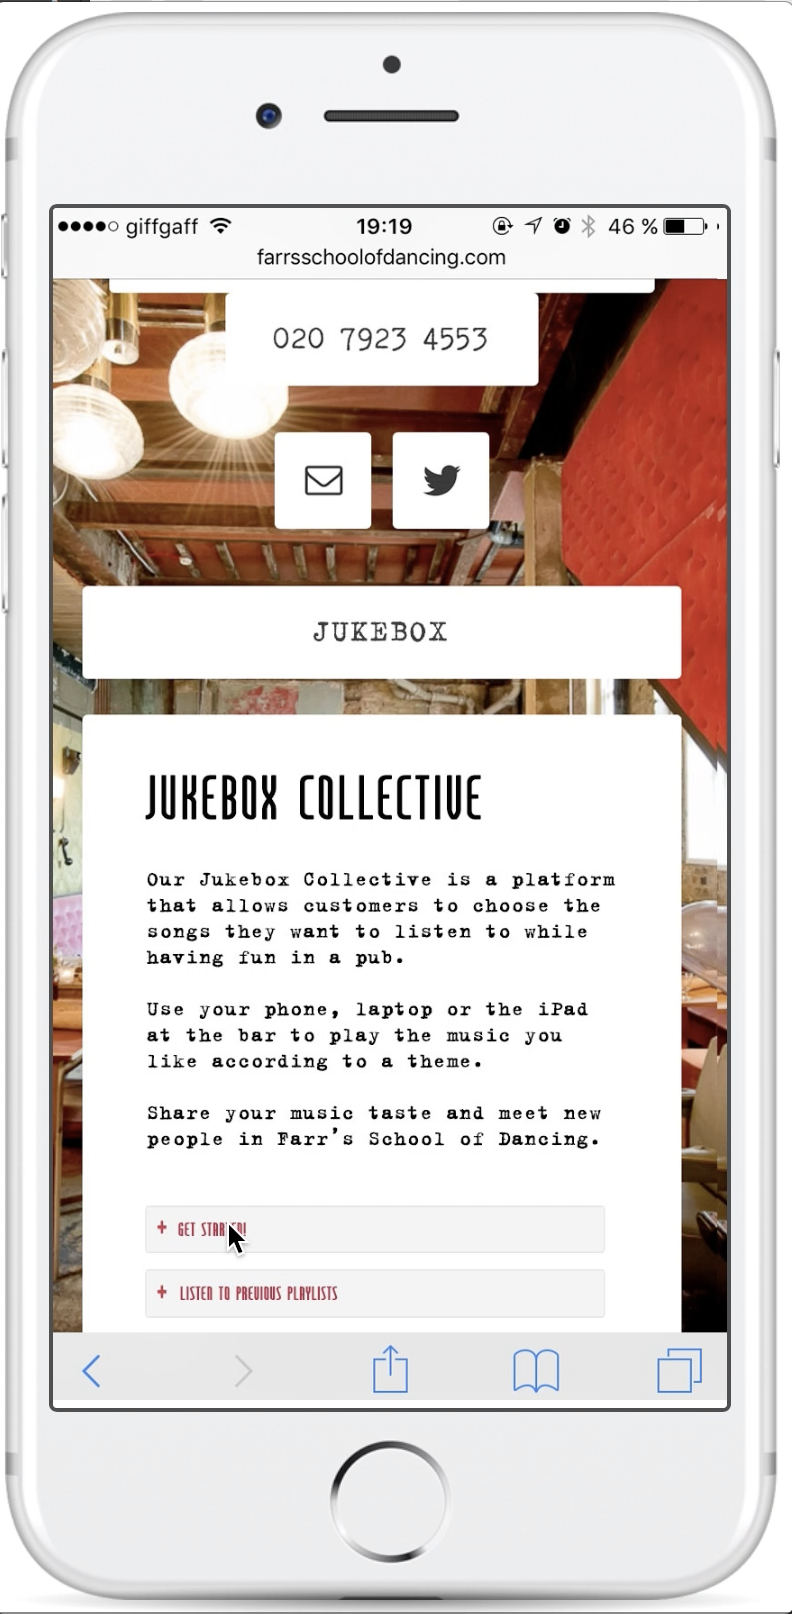 giffgaff 19:19 46 %
farrsschoolofdancing.com
020 7923 4553
JUKEBOX
JUKEBOX COLLECTIVE
Our Jukebox Collective is a platform
that allows customers to choose the
songs they want to listen to while
having fun in a pub.
Use your phone, laptop or the iPad
at the bar to play the music you
like according to a theme.
Share your music taste and meet new
people in Farr's School of Dancing.
+ GET STARTED!
+ LISTEN TO PREVIOUS PLAYLISTS